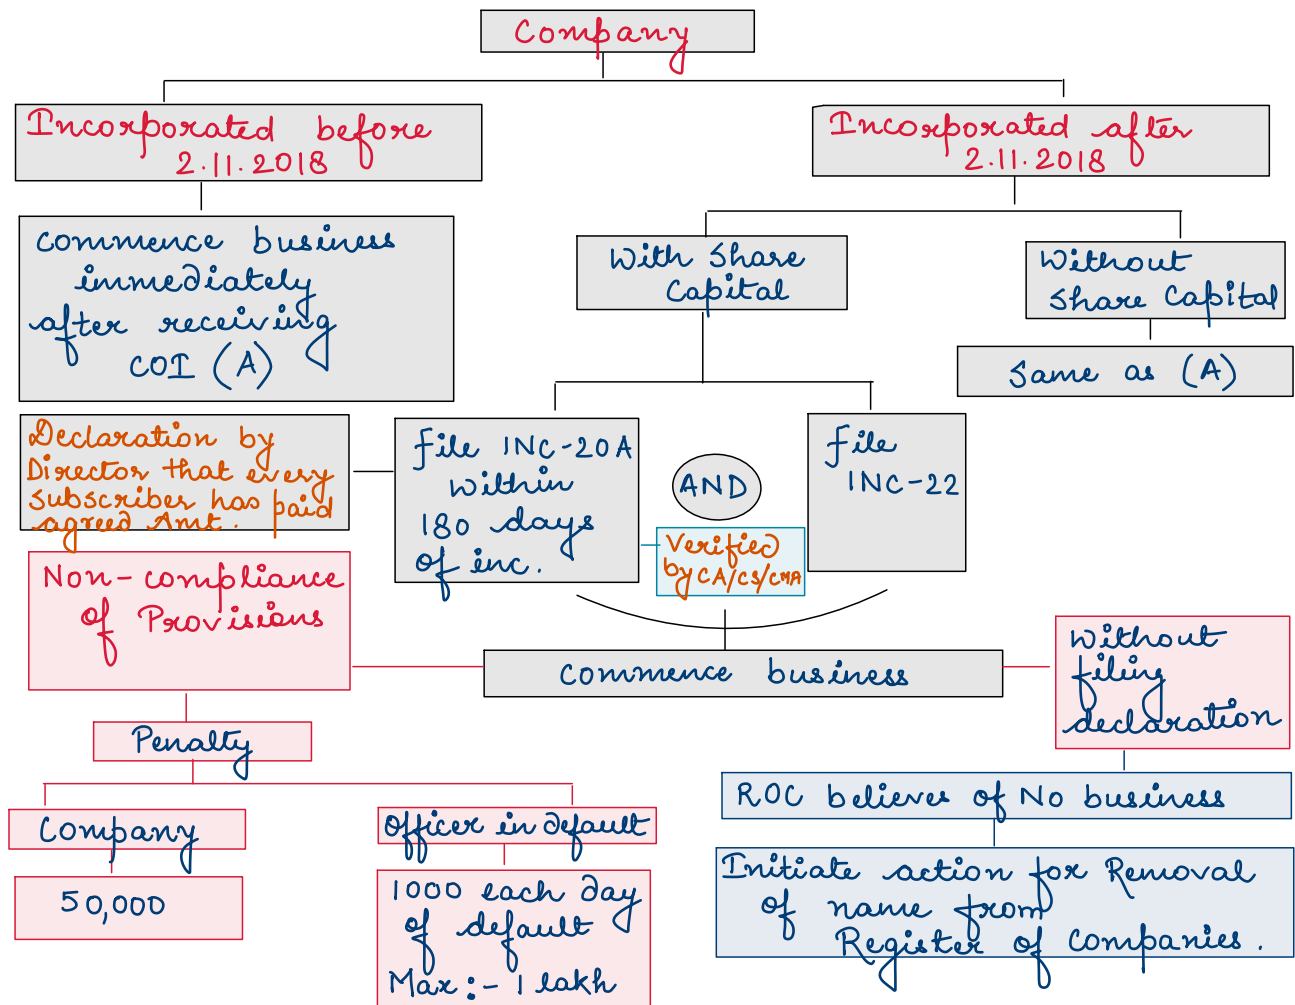 Company
Incorporated before
2.11.2018
Incorporated after
2.11.2018
Commence business
immediately
after receiving
COI (A)
With Share
Capital
Without
Share Capital
Same as (A)
Declaration by
Director that every
subscriber has paid
agreed Amt.
file INC-20A
within
180 days
of inc.
AND
file
INC-22
Verified
by CA/CS/CMA
Non-compliance
of Provisions
Commence business
Without
filing
declaration
Penalty
Company
50,000
Officer in default
1000 each day
of default
Max:- 1 lakh
ROC believes of No business
Initiate action for Removal
of name from
Register of Companies.